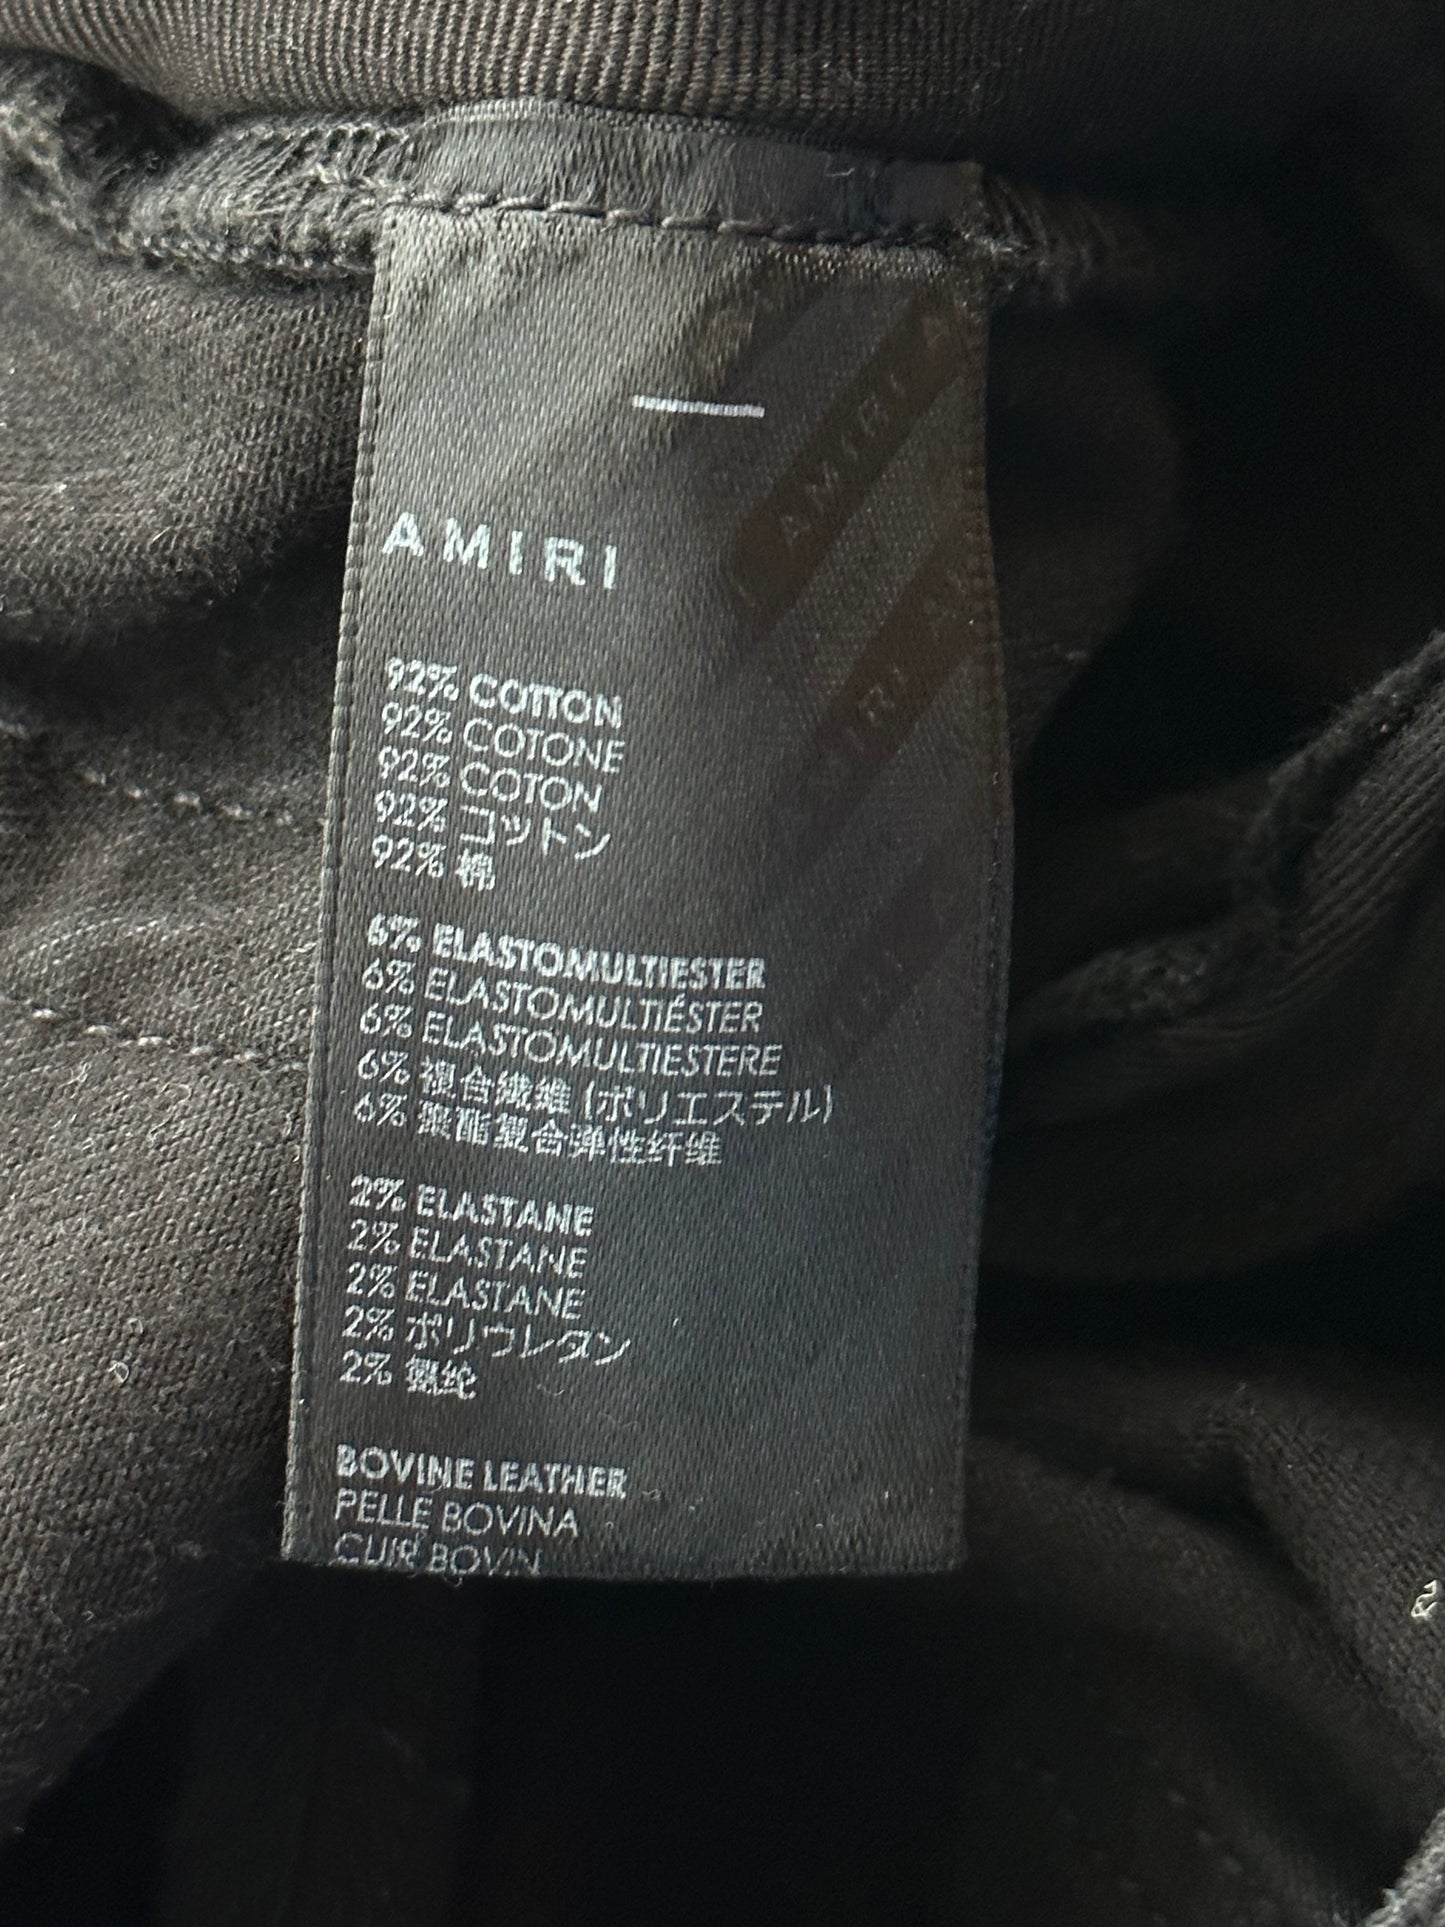 AMIRI
92% COTTON
92% COTONE
92% COTON
92% コットン
92% 棉
6% ELASTOMULTIESTER
6% ELASTOMULTIÉSTER
6% ELASTOMULTIESTERE
6% 複合繊維 (ポリエステル)
6% 聚酯复合弹性纤维
2% ELASTANE
2% ELASTANE
2% ELASTANE
2% ポリウレタン
2% 氨纶
BOVINE LEATHER
PELLE BOVINA
CUIR BOVIN
AMIRI A